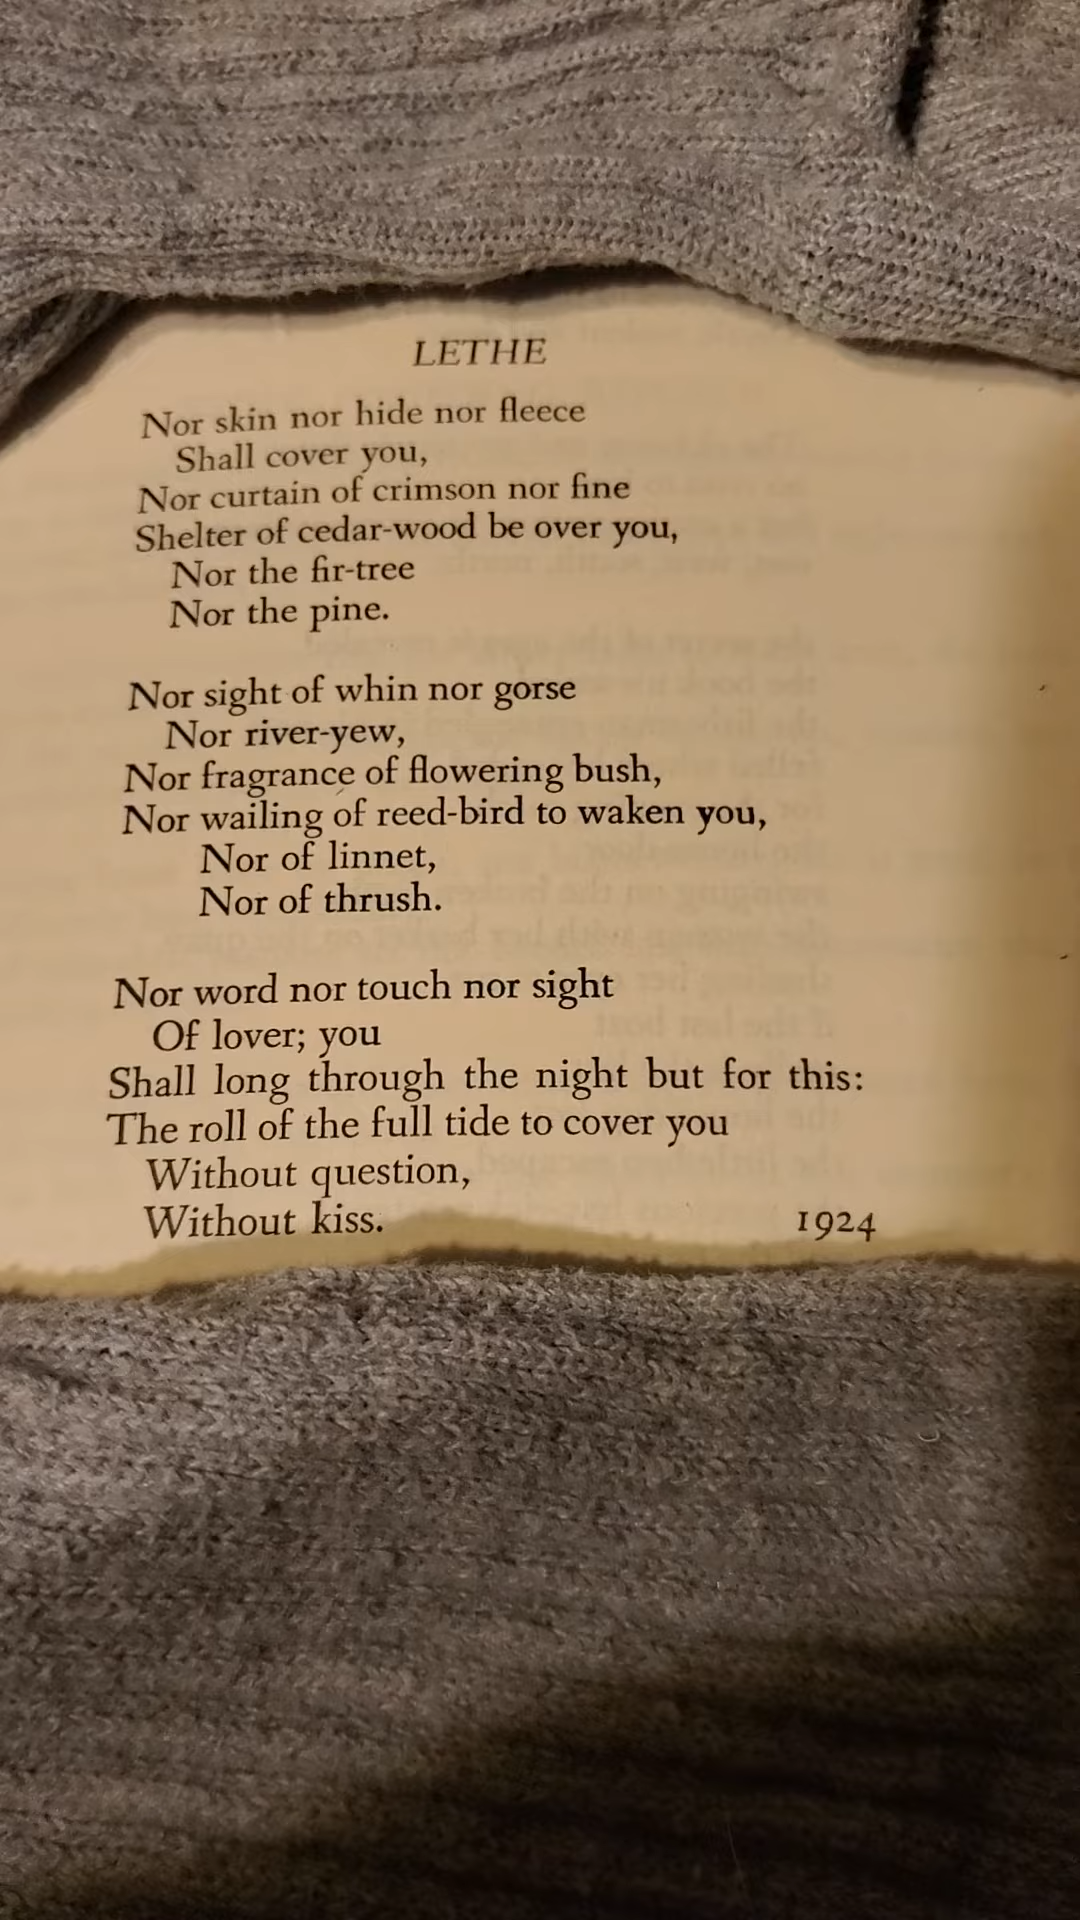 LETHE
Nor skin nor hide nor fleece
Shall cover you,
Nor curtain of crimson nor fine
Shelter of cedar-wood be over you,
Nor the fir-tree
Nor the pine.
Nor sight of whin nor gorse
Nor river-yew,
Nor fragrance of flowering bush,
Nor wailing of reed-bird to waken you,
Nor of linnet,
Nor of thrush.
Nor word nor touch nor sight
Of lover; you
Shall long through the night but for this:
The roll of the full tide to cover you
Without question,
Without kiss.
1924